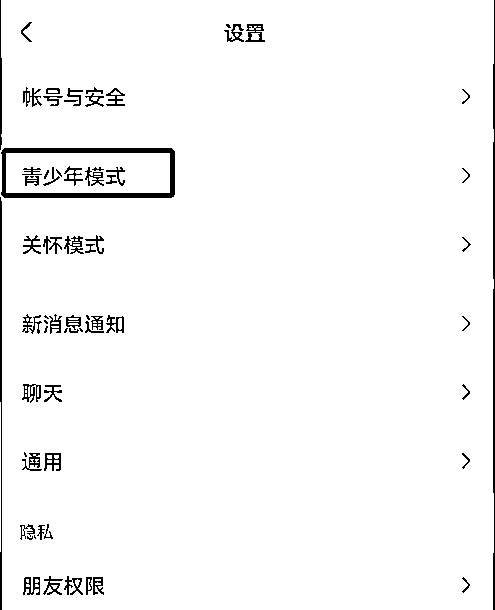 设置
帐号与安全
青少年模式
关怀模式
新消息通知
聊天
通用
隐私
朋友权限